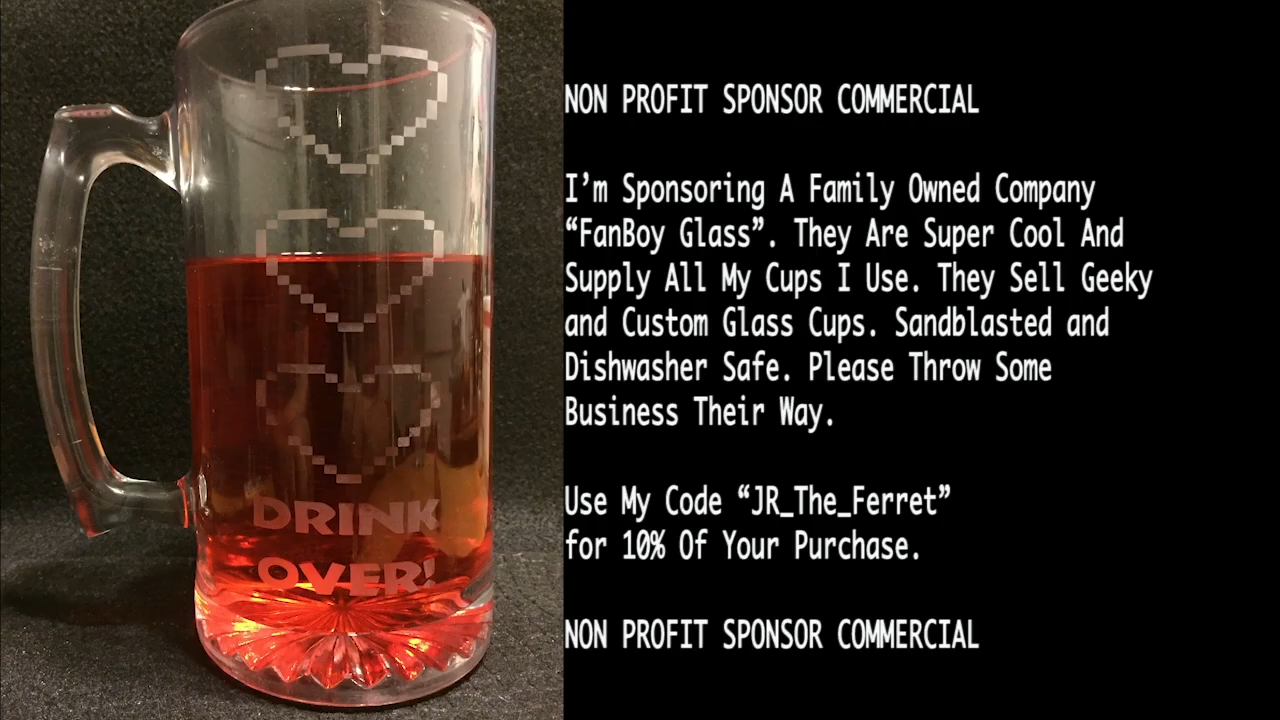 DRINK
OVER!
NON PROFIT SPONSOR COMMERCIAL
I'm Sponsoring A Family Owned Company
“FanBoy Glass”. They Are Super Cool And
Supply All My Cups I Use. They Sell Geeky
and Custom Glass Cups. Sandblasted and
Dishwasher Safe. Please Throw Some
Business Their Way.
Use My Code “JR_The_Ferret”
for 10% Of Your Purchase.
NON PROFIT SPONSOR COMMERCIAL